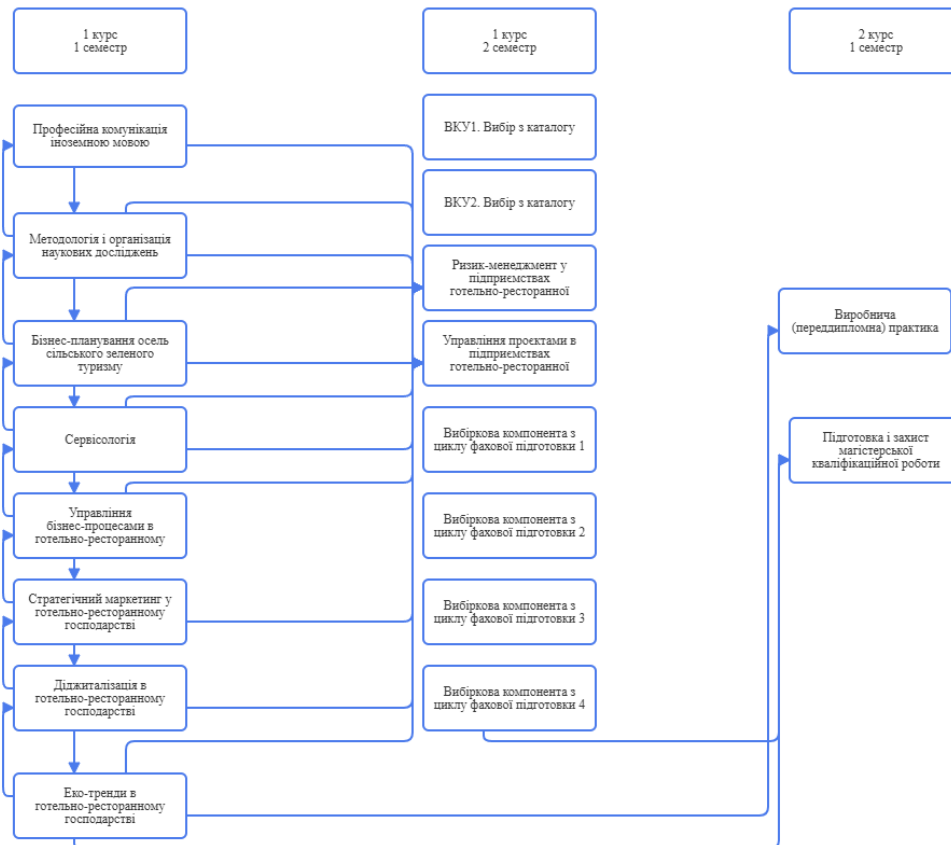 1 курс
1 семестр
1 курс
2 семестр
2 курс
1 семестр
Професійна комунікація
іноземною мовою
Методологія і організація
наукових досліджень
Бізнес-планування осель
сільського зеленого
туризму
Сервісологія
Управління
бізнес-процесами в
готельно-ресторанному
Стратегічний маркетинг у
готельно-ресторанному
господарстві
Діджиталізація в
готельно-ресторанному
господарстві
Еко-тренди в
готельно-ресторанному
господарстві
ВКУ1. Вибір з каталогу
ВКУ2. Вибір з каталогу
Ризик-менеджмент у
підприємствах
готельно-ресторанної
Управління проєктами в
підприємствах
готельно-ресторанної
Вибіркова компонента з
циклу фахової підготовки 1
Вибіркова компонента з
циклу фахової підготовки 2
Вибіркова компонента з
циклу фахової підготовки 3
Вибіркова компонента з
циклу фахової підготовки 4
Виробнича
(переддипломна) практика
Підготовка і захист
магістерської
кваліфікаційної роботи